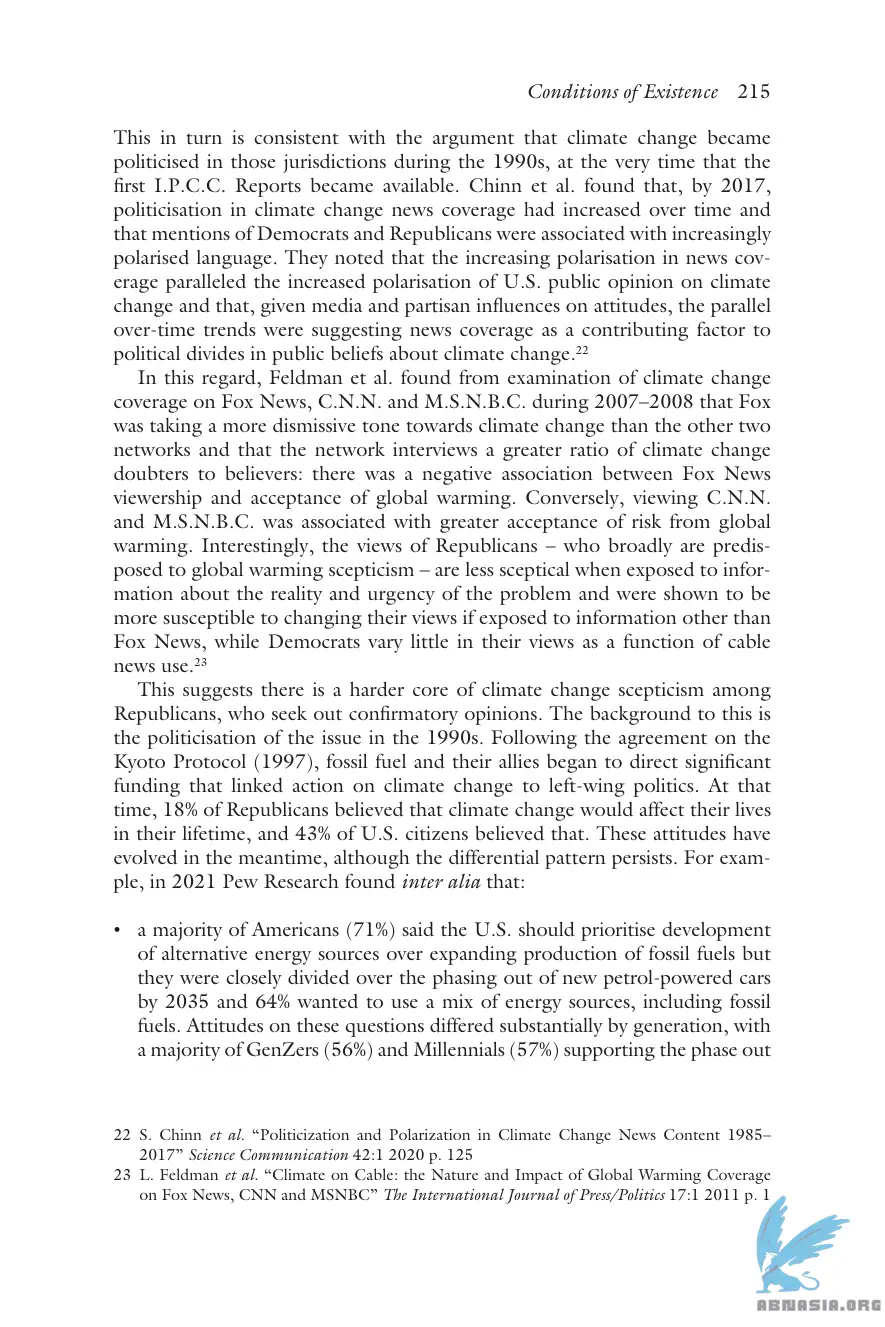 Conditions of Existence 215
This in turn is consistent with the argument that climate change became
politicised in those jurisdictions during the 1990s, at the very time that the
first I.P.C.C. Reports became available. Chinn et al. found that, by 2017,
politicisation in climate change news coverage had increased over time and
that mentions of Democrats and Republicans were associated with increasingly
polarised language. They noted that the increasing polarisation in news cov-
erage paralleled the increased polarisation of U.S. public opinion on climate
change and that, given media and partisan influences on attitudes, the parallel
over-time trends were suggesting news coverage as a contributing factor to
political divides in public beliefs about climate change.²²
In this regard, Feldman et al. found from examination of climate change
coverage on Fox News, C.N.N. and M.S.N.B.C. during 2007–2008 that Fox
was taking a more dismissive tone towards climate change than the other two
networks and that the network interviews a greater ratio of climate change
doubters to believers: there was a negative association between Fox News
viewership and acceptance of global warming. Conversely, viewing C.N.N.
and M.S.N.B.C. was associated with greater acceptance of risk from global
warming. Interestingly, the views of Republicans – who broadly are predis-
posed to global warming scepticism – are less sceptical when exposed to infor-
mation about the reality and urgency of the problem and were shown to be
more susceptible to changing their views if exposed to information other than
Fox News, while Democrats vary little in their views as a function of cable
news use.²³
This suggests there is a harder core of climate change scepticism among
Republicans, who seek out confirmatory opinions. The background to this is
the politicisation of the issue in the 1990s. Following the agreement on the
Kyoto Protocol (1997), fossil fuel and their allies began to direct significant
funding that linked action on climate change to left-wing politics. At that
time, 18% of Republicans believed that climate change would affect their lives
in their lifetime, and 43% of U.S. citizens believed that. These attitudes have
evolved in the meantime, although the differential pattern persists. For exam-
ple, in 2021 Pew Research found inter alia that:
• a majority of Americans (71%) said the U.S. should prioritise development
of alternative energy sources over expanding production of fossil fuels but
they were closely divided over the phasing out of new petrol-powered cars
by 2035 and 64% wanted to use a mix of energy sources, including fossil
fuels. Attitudes on these questions differed substantially by generation, with
a majority of GenZers (56%) and Millennials (57%) supporting the phase out
22 S. Chinn et al. “Politicization and Polarization in Climate Change News Content 1985–
2017” Science Communication 42:1 2020 p. 125
23 L. Feldman et al. “Climate on Cable: the Nature and Impact of Global Warming Coverage
on Fox News, CNN and MSNBC” The International Journal of Press/Politics 17:1 2011 p. 1
ABNASIA.ORG